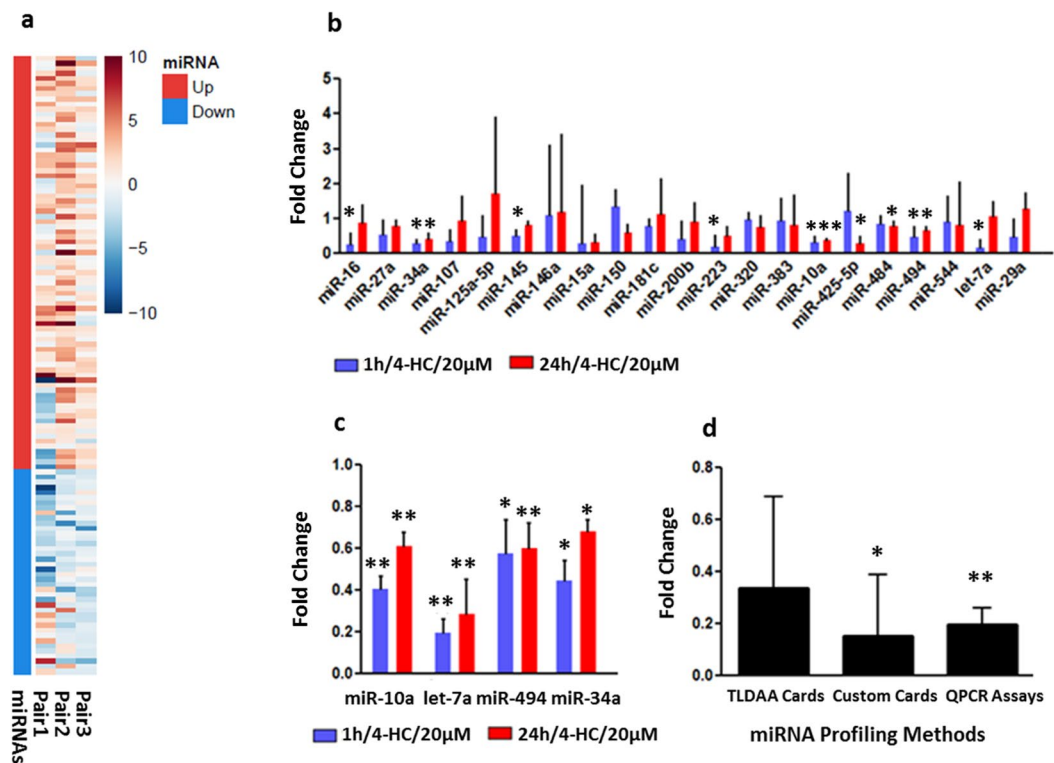 a
10
5
0
−5
−10
miRNA
Up
Down
miRNAs
Pair1
Pair2
Pair3
b
Fold Change
5
4
3
2
1
0
*
**
*
*
***
*
*
**
*
miR-16
miR-27a
miR-34a
miR-107
miR-125a-5p
miR-145
miR-146a
miR-15a
miR-150
miR-181c
miR-200b
miR-223
miR-320
miR-383
miR-10a
miR-425-5p
miR-484
miR-494
miR-544
let-7a
miR-29a
1h/4-HC/20μM 24h/4-HC/20μM
c
Fold Change
1.0
0.8
0.6
0.4
0.2
0.0
**
**
**
**
*
**
*
*
miR-10a let-7a miR-494 miR-34a
1h/4-HC/20μM 24h/4-HC/20μM
d
Fold Change
0.8
0.6
0.4
0.2
0.0
*
**
TLDAA Cards Custom Cards QPCR Assays
miRNA Profiling Methods